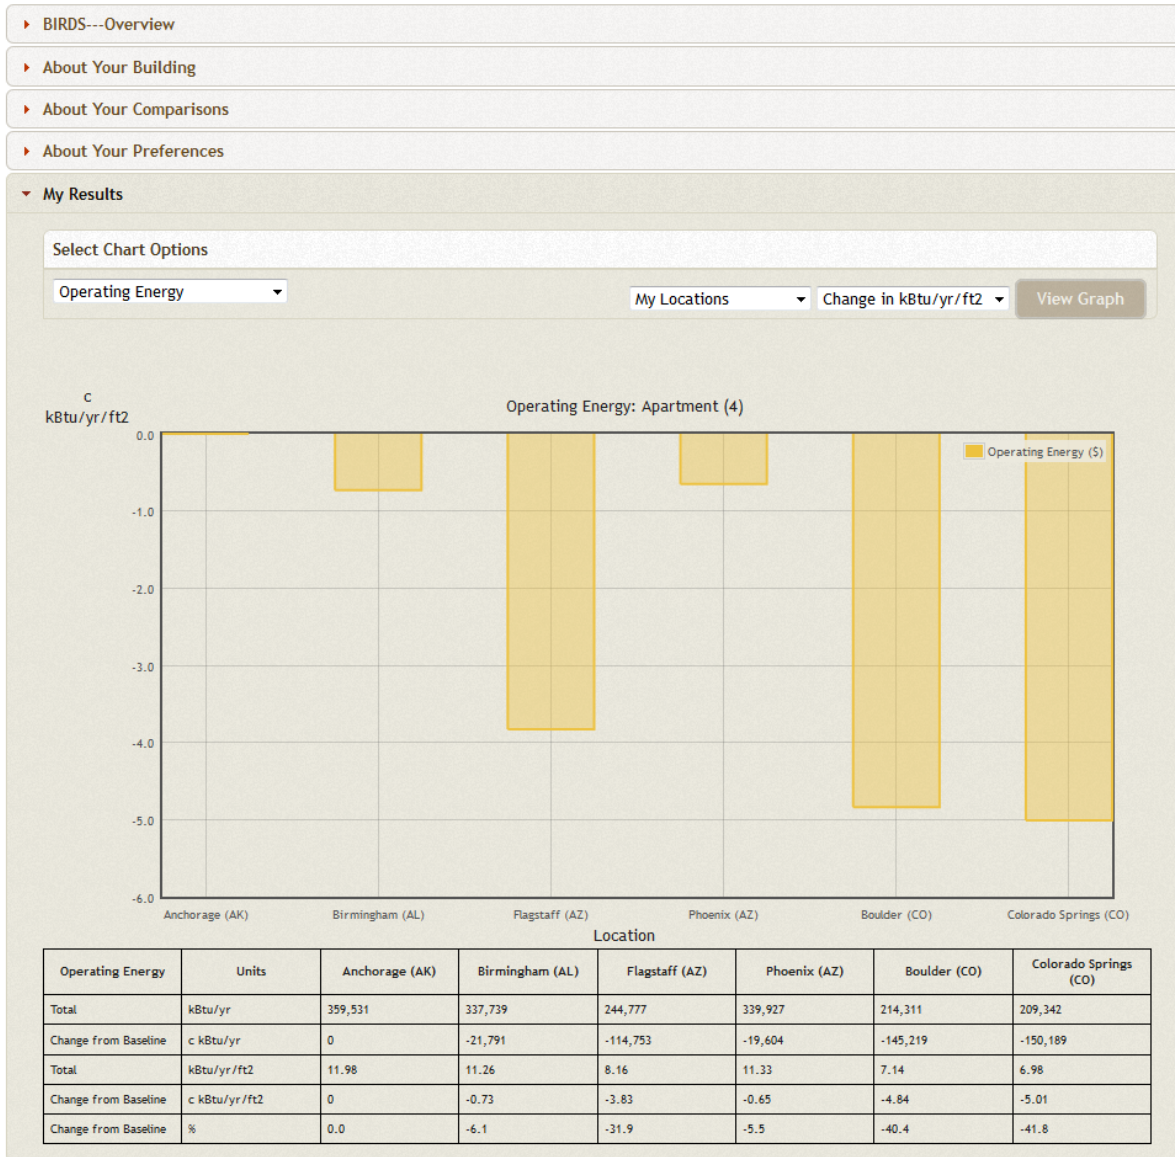 BIRDS---Overview
About Your Building
About Your Comparisons
About Your Preferences
My Results
Select Chart Options
Operating Energy
My Locations Change in kBtu/yr/ft2 View Graph
c
kBtu/yr/ft2
Operating Energy: Apartment (4)
Operating Energy ($)
0.0
-1.0
-2.0
-3.0
-4.0
-5.0
-6.0
Anchorage (AK) Birmingham (AL) Flagstaff (AZ) Phoenix (AZ) Boulder (CO) Colorado Springs (CO)
Location
Operating Energy Units Anchorage (AK) Birmingham (AL) Flagstaff (AZ) Phoenix (AZ) Boulder (CO) Colorado Springs
(CO)
Total kBtu/yr 359,531 337,739 244,777 339,927 214,311 209,342
Change from Baseline c kBtu/yr 0 -21,791 -114,753 -19,604 -145,219 -150,189
Total kBtu/yr/ft2 11.98 11.26 8.16 11.33 7.14 6.98
Change from Baseline c kBtu/yr/ft2 0 -0.73 -3.83 -0.65 -4.84 -5.01
Change from Baseline % 0.0 -6.1 -31.9 -5.5 -40.4 -41.8